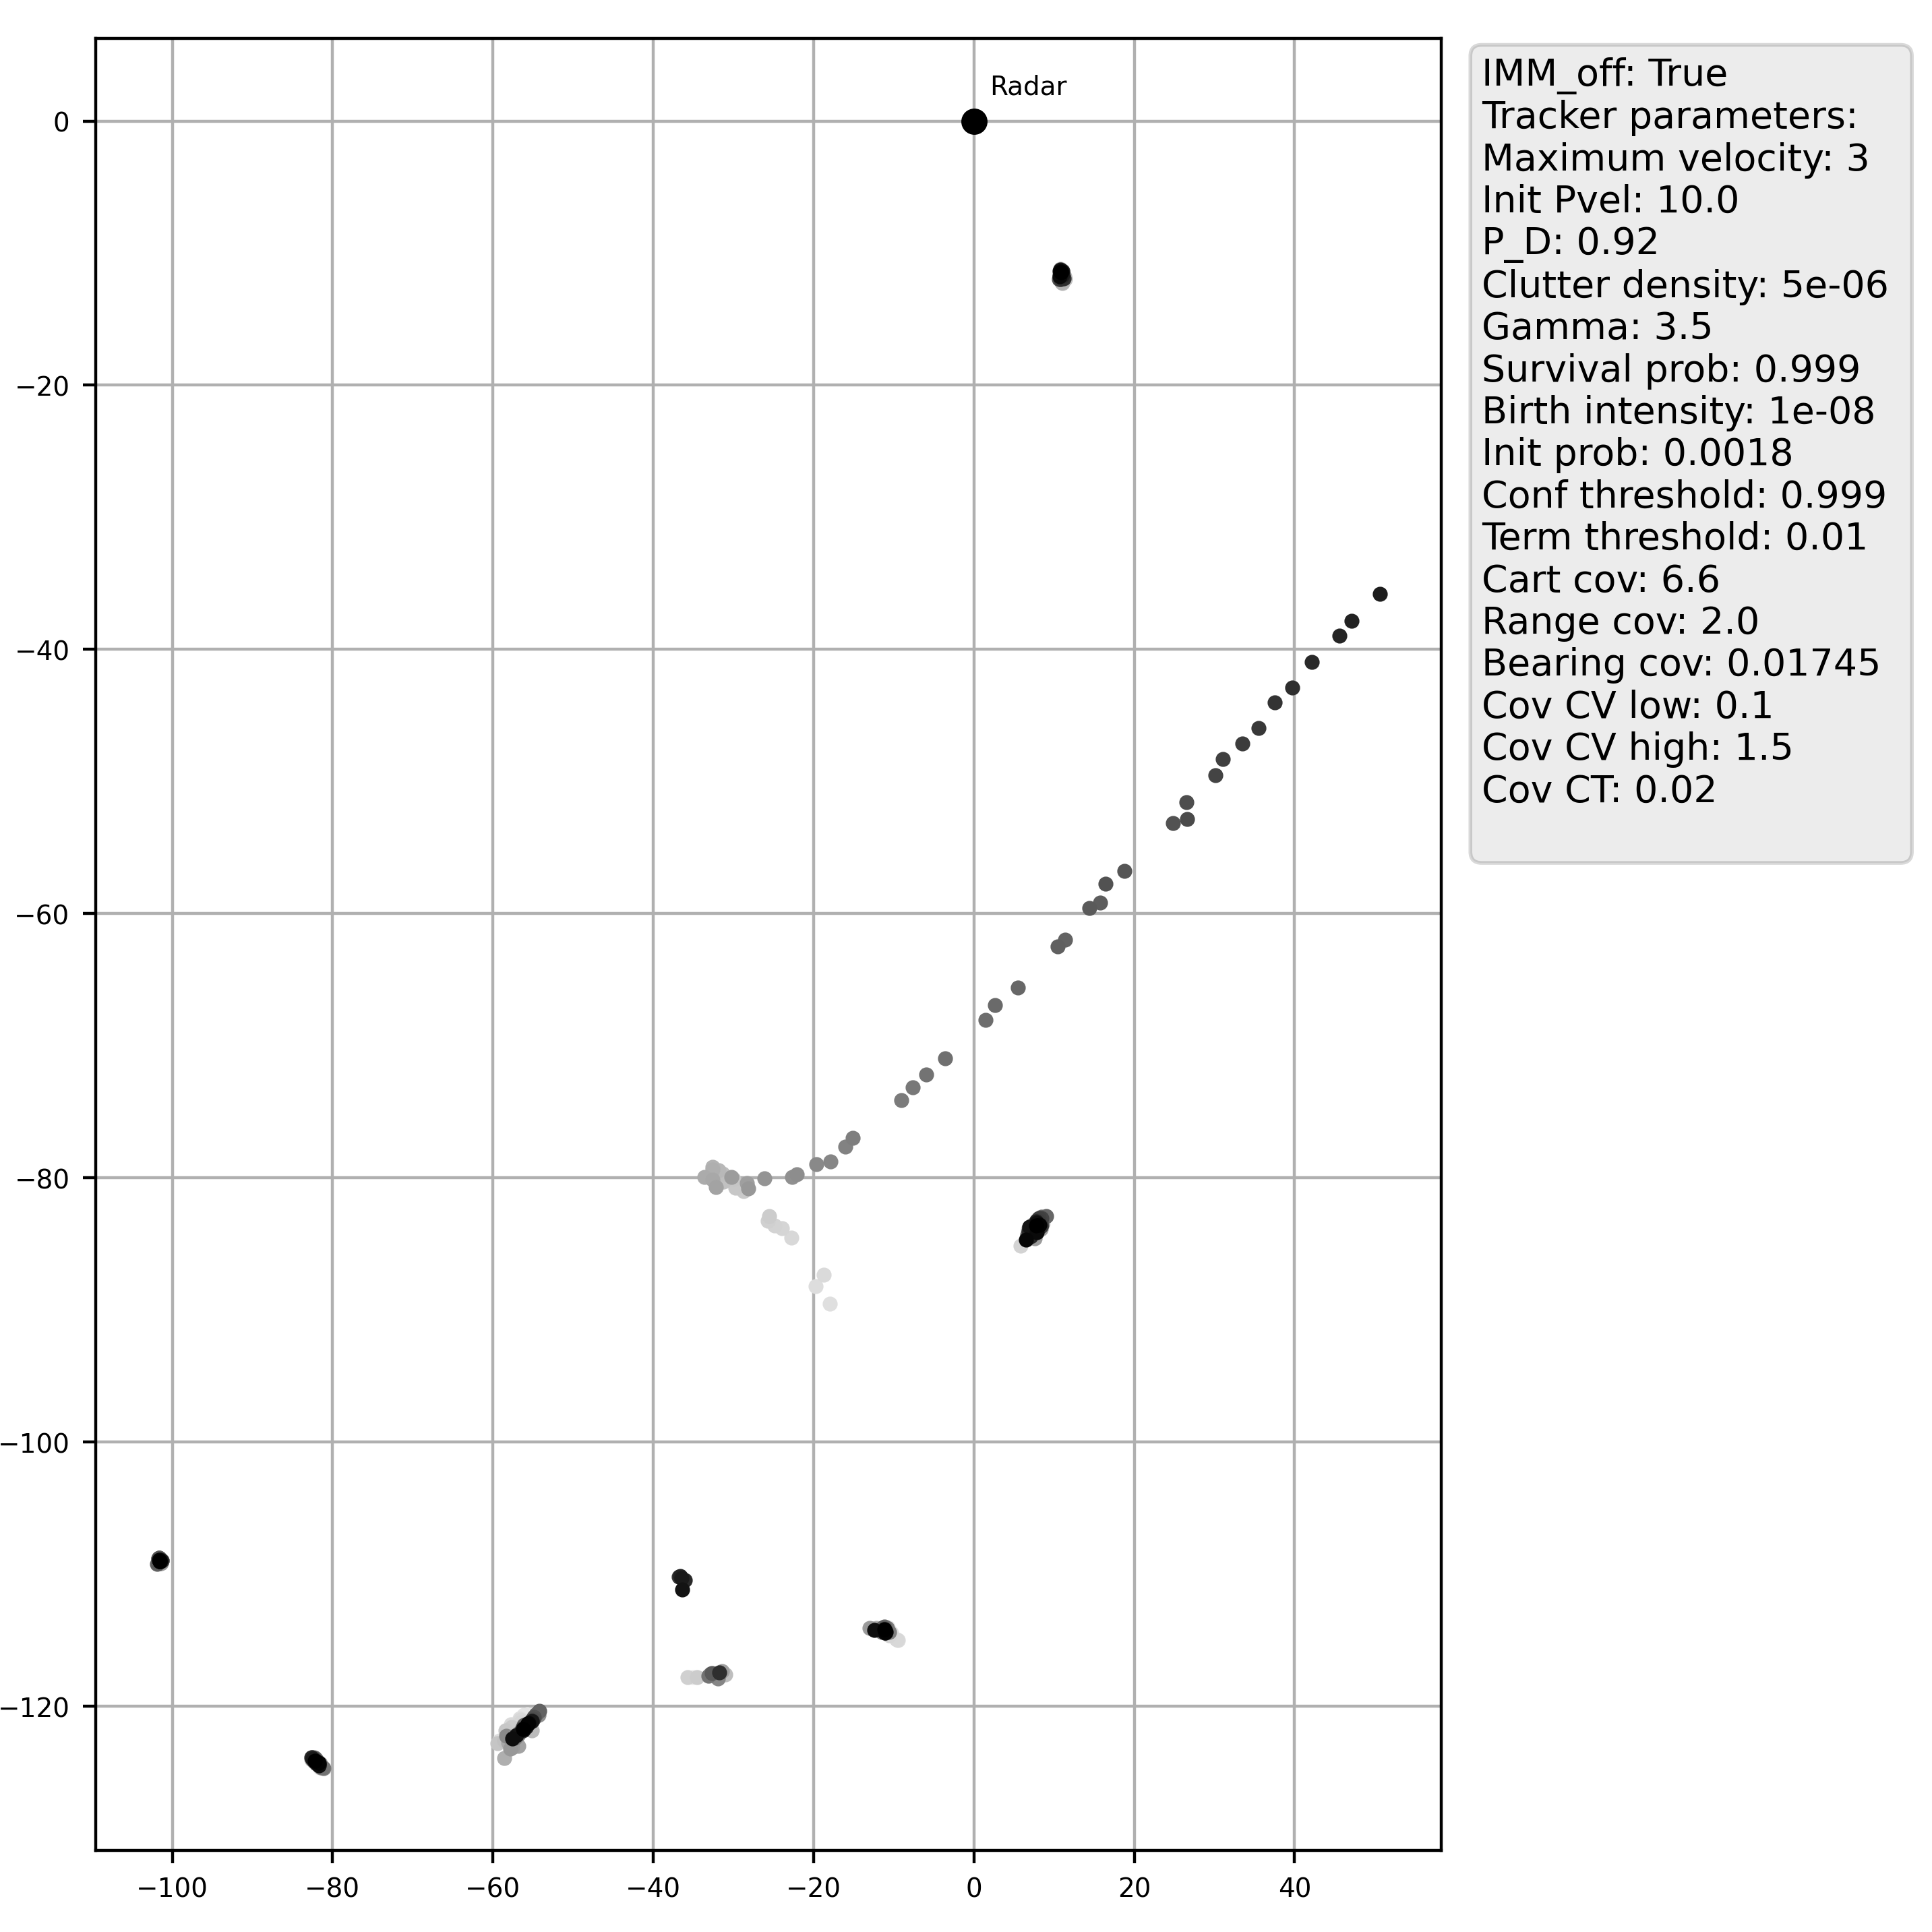 Radar
0
−20
−40
−60
−80
−100
−120
−100 −80 −60 −40 −20 0 20 40
IMM_off: True
Tracker parameters:
Maximum velocity: 3
Init Pvel: 10.0
P_D: 0.92
Clutter density: 5e-06
Gamma: 3.5
Survival prob: 0.999
Birth intensity: 1e-08
Init prob: 0.0018
Conf threshold: 0.999
Term threshold: 0.01
Cart cov: 6.6
Range cov: 2.0
Bearing cov: 0.01745
Cov CV low: 0.1
Cov CV high: 1.5
Cov CT: 0.02